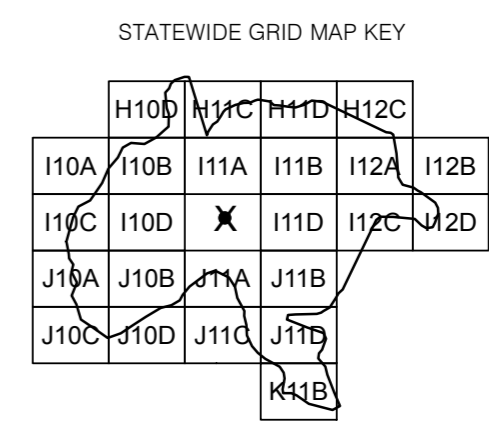 STATEWIDE GRID MAP KEY
H10D H11C H11D H12C
I10A I10B I11A I11B I12A I12B
I10C I10D X I11D I12C I12D
J10A J10B J11A J11B
J10C J10D J11C J11D
K11B